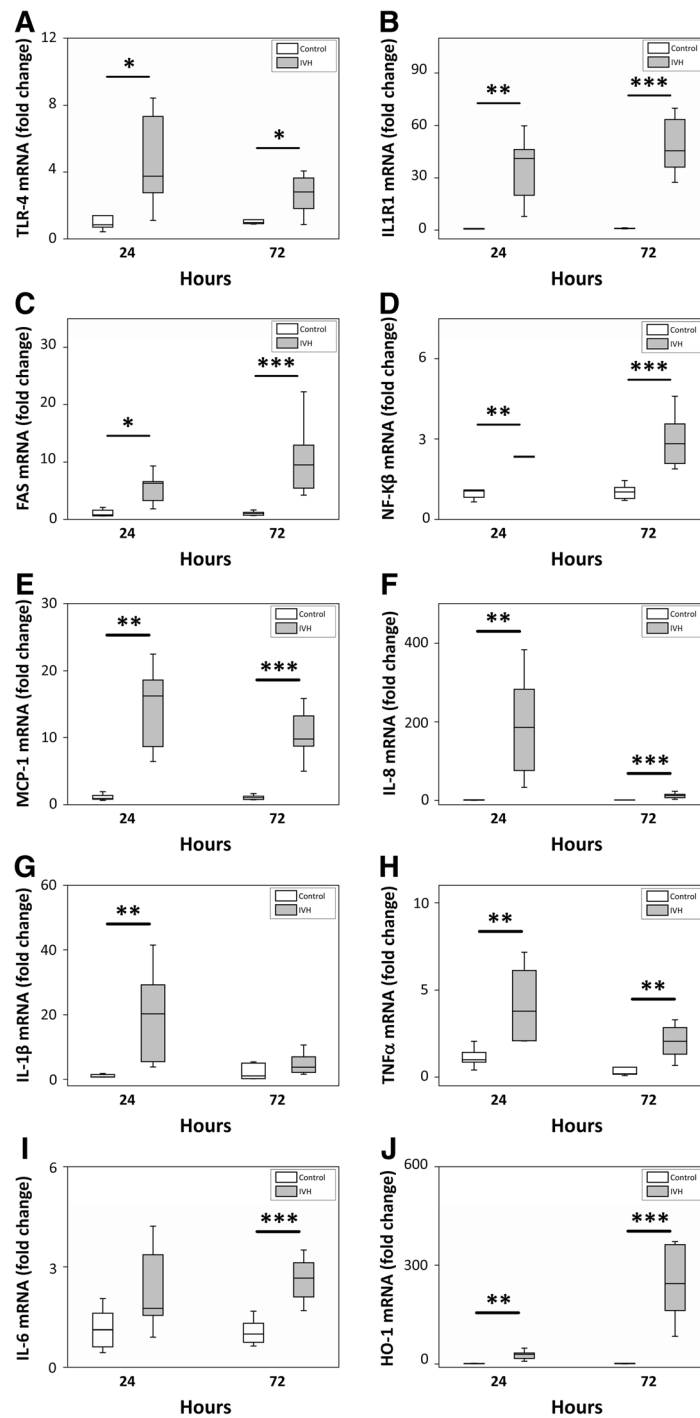 A
TLR-4 mRNA (fold change)
12
8
4
0
*
*
Control
IVH
24
72
Hours
B
IL1R1 mRNA (fold change)
90
60
30
0
**
***
Control
IVH
24
72
Hours
C
FAS mRNA (fold change)
30
20
10
0
*
***
Control
IVH
24
72
Hours
D
NF-Kβ mRNA (fold change)
6
3
0
**
***
Control
IVH
24
72
Hours
E
MCP-1 mRNA (fold change)
30
20
10
0
**
***
Control
IVH
24
72
Hours
F
IL-8 mRNA (fold change)
400
200
0
**
***
Control
IVH
24
72
Hours
G
IL-1β mRNA (fold change)
60
40
20
0
**
Control
IVH
24
72
Hours
H
TNFα mRNA (fold change)
10
5
0
**
**
Control
IVH
24
72
Hours
I
IL-6 mRNA (fold change)
6
3
0
***
Control
IVH
24
72
Hours
J
HO-1 mRNA (fold change)
600
300
0
**
***
Control
IVH
24
72
Hours